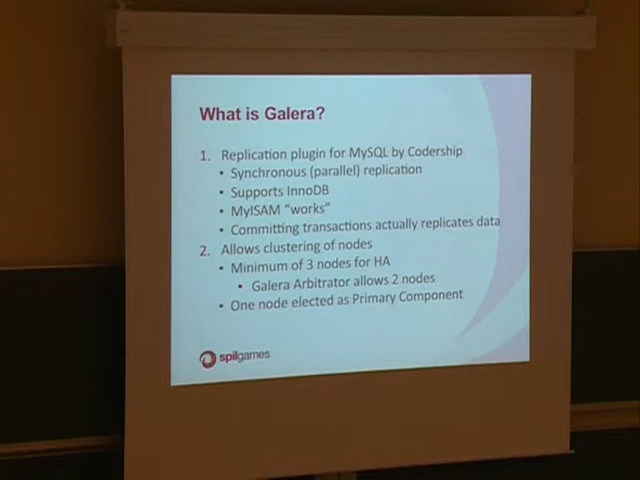 What is Galera?
1. Replication plugin for MySQL by Codership
• Synchronous (parallel) replication
• Supports InnoDB
• MyISAM “works”
• Committing transactions actually replicates data
2. Allows clustering of nodes
• Minimum of 3 nodes for HA
• Galera Arbitrator allows 2 nodes
• One node elected as Primary Component
spilgames